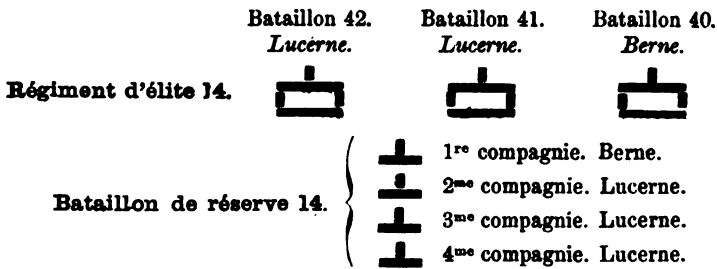 Bataillon 42. Bataillon 41. Bataillon 40.
Lucerne. Lucerne. Berne.
Régiment d'élite 14.
1re compagnie. Berne.
2me compagnie. Lucerne.
Bataillon de réserve 14.
3me compagnie. Lucerne.
4me compagnie. Lucerne.